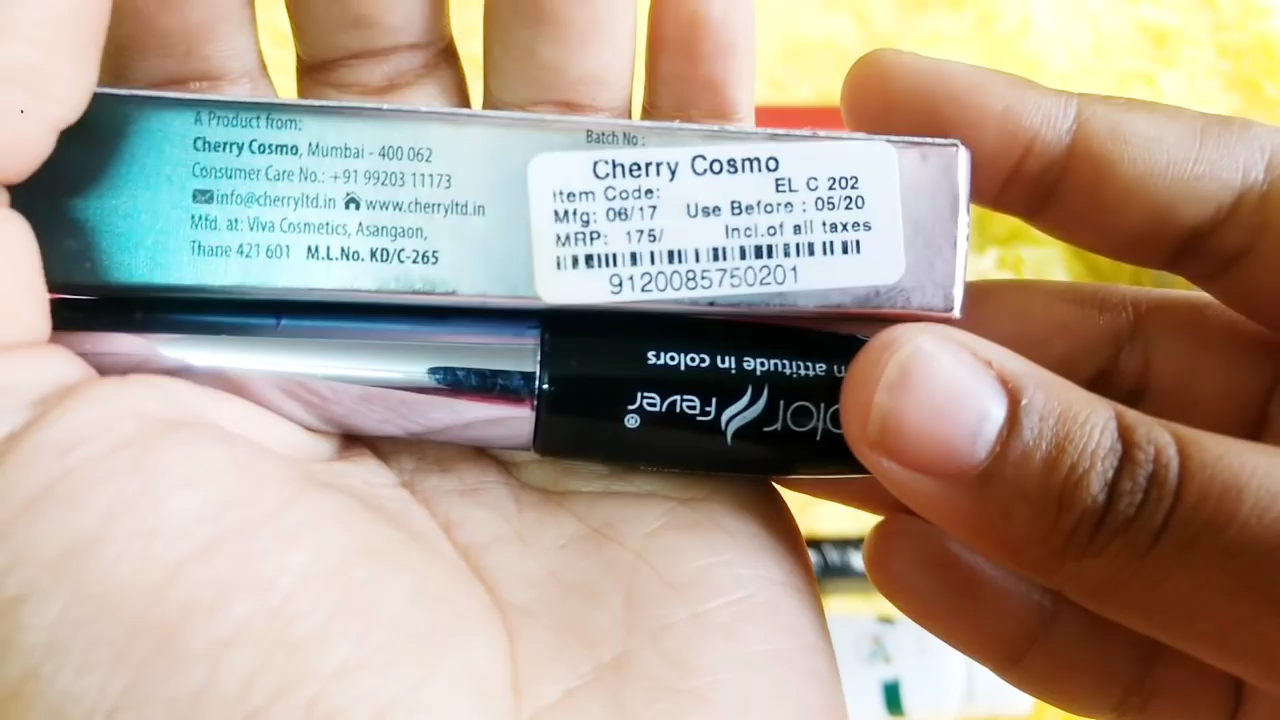 A Product from:
Cherry Cosmo, Mumbai - 400 062
Consumer Care No.: +91 99203 11173
info@cherryltd.in www.cherryltd.in
Mfd. at: Viva Cosmetics, Asangaon,
Thane 421 601 M.L.No. KD/C-265
Batch No :
Cherry Cosmo
Item Code: EL C 202
Mfg: 06/17 Use Before : 05/20
MRP: 175/ Incl.of all taxes
9120085750201
attitude in colors
Fever®